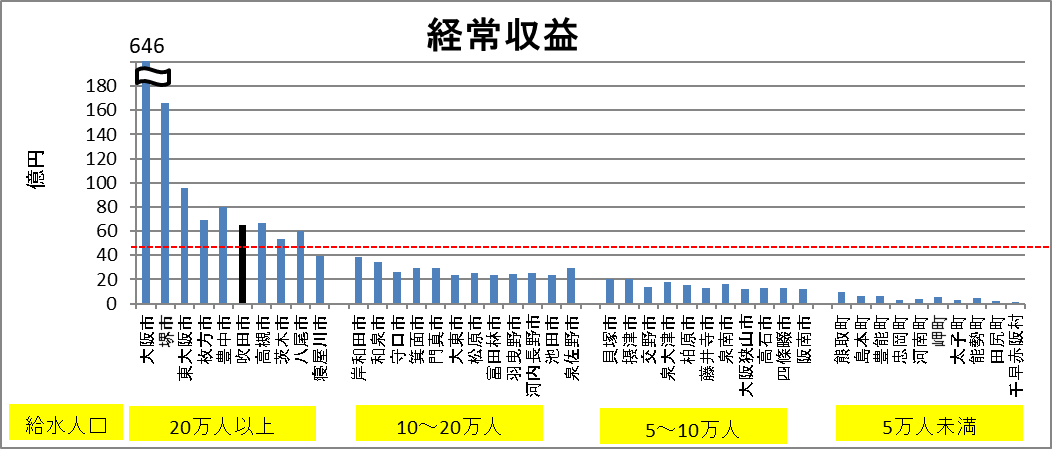 経常収益
646
億円
180
160
140
120
100
80
60
40
20
0
大阪市
堺市
東大阪市
枚方市
豊中市
吹田市
高槻市
茨木市
八尾市
寝屋川市
岸和田市
和泉市
守口市
箕面市
門真市
大東市
松原市
富田林市
羽曳野市
河内長野市
池田市
泉佐野市
貝塚市
摂津市
交野市
泉大津市
柏原市
藤井寺市
泉南市
大阪狭山市
高石市
四條畷市
阪南市
熊取町
島本町
豊能町
忠岡町
河南町
岬町
太子町
能勢町
田尻町
千早赤阪村
給水人口
20万人以上
10～20万人
5～10万人
5万人未満